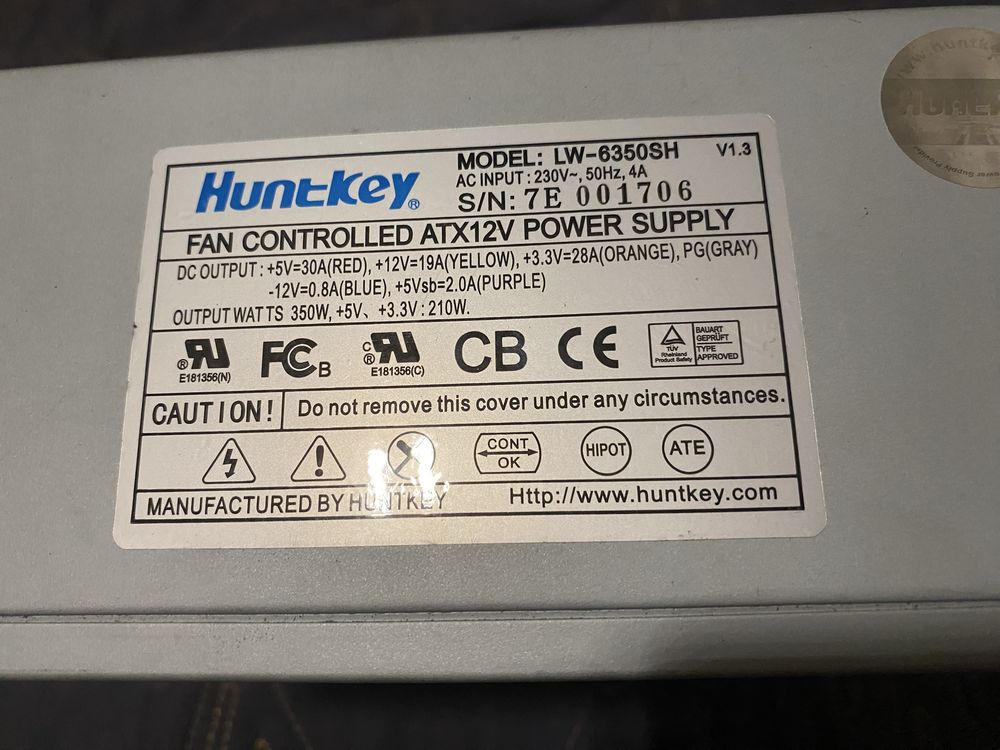 Huntkey®
MODEL: LW-6350SH V1.3
AC INPUT : 230V~, 50Hz, 4A
S/N: 7E 001706
FAN CONTROLLED ATX12V POWER SUPPLY
DC OUTPUT : +5V=30A(RED), +12V=19A(YELLOW), +3.3V=28A(ORANGE), PG(GRAY)
-12V=0.8A(BLUE), +5Vsb=2.0A(PURPLE)
OUTPUT WATTS 350W, +5V、+3.3V : 210W.
® RU E181356(N)
FC B
C ® RU E181356(C)
CB
CE
TÜV Rheinland Product Safety
BAUART GEPRÜFT
TYPE APPROVED
CAUTION! Do not remove this cover under any circumstances.
CONT OK
HIPOT
ATE
MANUFACTURED BY HUNTKEY Http://www.huntkey.com